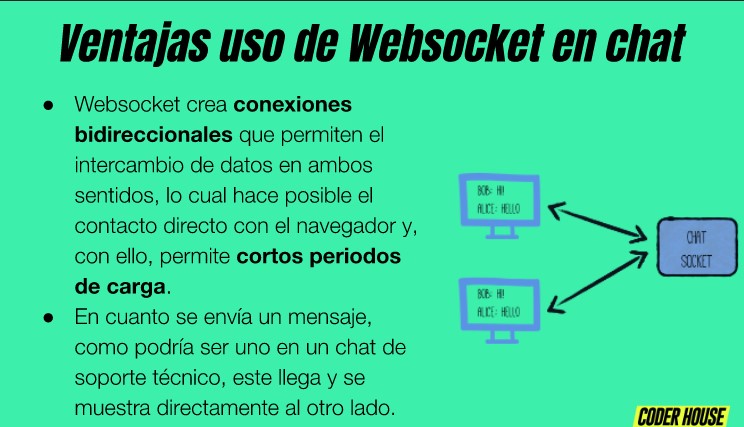 Ventajas uso de Websocket en chat
● Websocket crea conexiones
bidireccionales que permiten el
intercambio de datos en ambos
sentidos, lo cual hace posible el
contacto directo con el navegador y,
con ello, permite cortos periodos
de carga.
● En cuanto se envía un mensaje,
como podría ser uno en un chat de
soporte técnico, este llega y se
muestra directamente al otro lado.
BOB: HI!
ALICE: HELLO
BOB: HI!
ALICE: HELLO
CHAT
SOCKET
CODER HOUSE